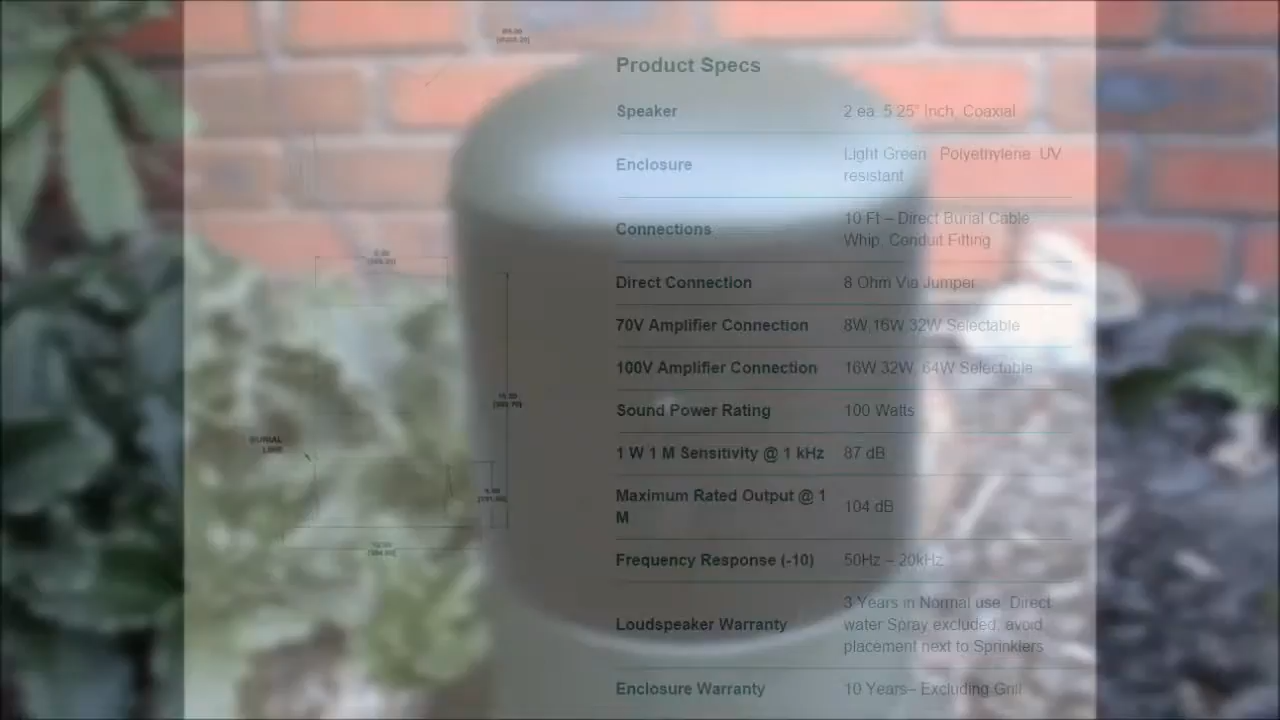 Product Specs
Speaker 2 ea. 5.25" Inch, Coaxial
Enclosure Light Green Polyethylene UV
resistant
Connections 10 Ft – Direct Burial Cable
Whip, Conduit Fitting
Direct Connection 8 Ohm Via Jumper
70V Amplifier Connection 8W,16W,32W Selectable
100V Amplifier Connection 16W 32W, 64W Selectable
Sound Power Rating 100 Watts
1 W 1 M Sensitivity @ 1 kHz 87 dB
Maximum Rated Output @ 1
M 104 dB
Frequency Response (-10) 50Hz – 20kHz
Loudspeaker Warranty 3 Years in Normal use, Direct
water Spray excluded, avoid
placement next to Sprinklers
Enclosure Warranty 10 Years– Excluding Grill
BURIAL
LINE